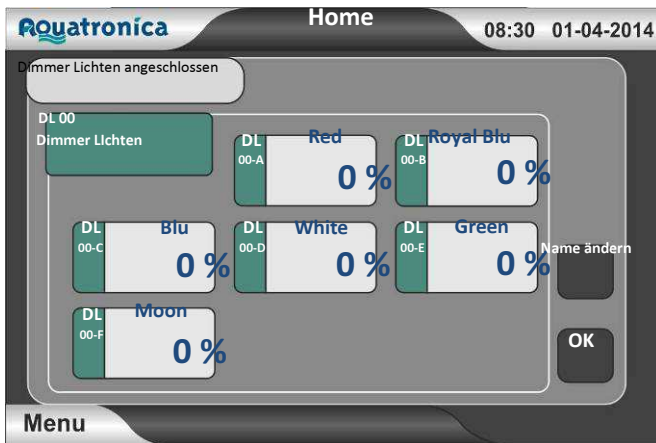 Aquatronica
Home
08:30 01-04-2014
Dimmer Lichten angeschlossen
DL 00
Dimmer LIchten
DL
00-A
Red
0 %
DL
00-B
Royal Blu
0 %
DL
00-C
Blu
0 %
DL
00-D
White
0 %
DL
00-E
Green
0 %
Name ändern
DL
00-F
Moon
0 %
OK
Menu